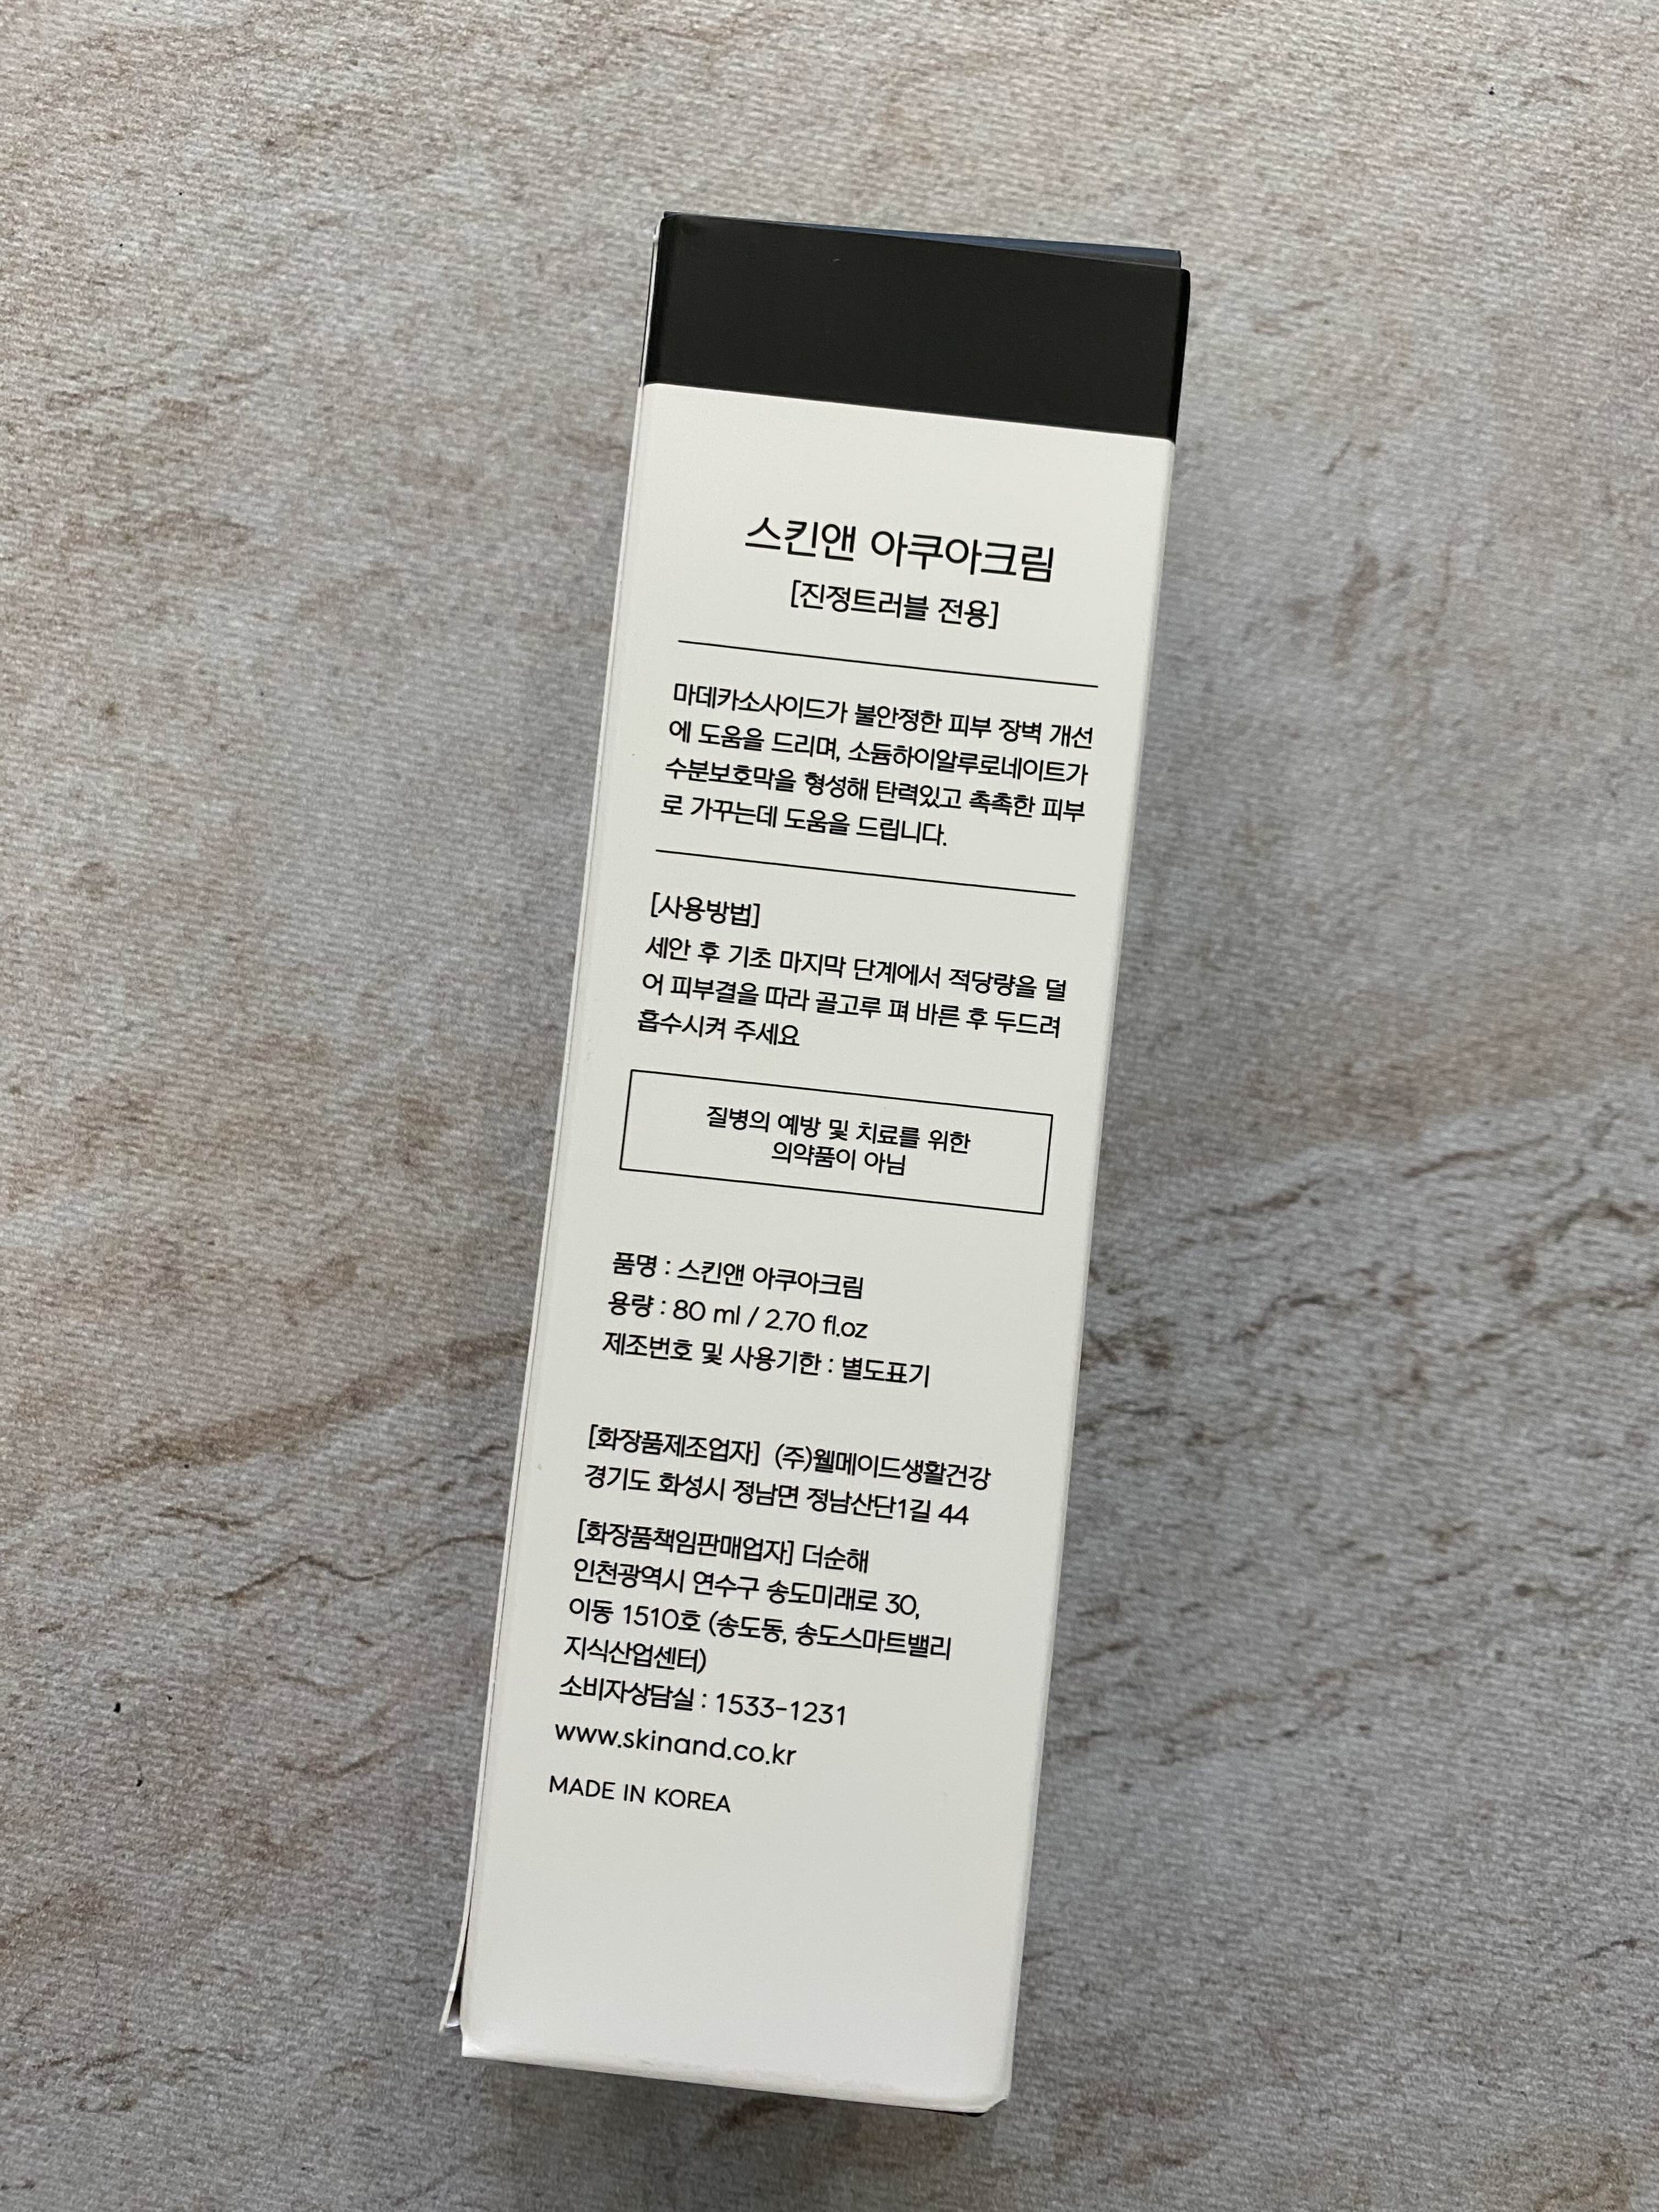 스킨앤 아쿠아크림
[진정트러블 전용]
마데카소사이드가 불안정한 피부 장벽 개선
에 도움을 드리며, 소듐하이알루로네이트가
수분보호막을 형성해 탄력있고 촉촉한 피부
로 가꾸는데 도움을 드립니다.
[사용방법]
세안 후 기초 마지막 단계에서 적당량을 덜
어 피부결을 따라 골고루 펴 바른 후 두드려
흡수시켜 주세요
질병의 예방 및 치료를 위한
의약품이 아님
품명 : 스킨앤 아쿠아크림
용량 : 80 ml / 2.70 fl.oz
제조번호 및 사용기한 : 별도표기
[화장품제조업자] (주)웰메이드생활건강
경기도 화성시 정남면 정남산단1길 44
[화장품책임판매업자] 더순해
인천광역시 연수구 송도미래로 30,
이동 1510호 (송도동, 송도스마트밸리
지식산업센터)
소비자상담실 : 1533-1231
www.skinand.co.kr
MADE IN KOREA